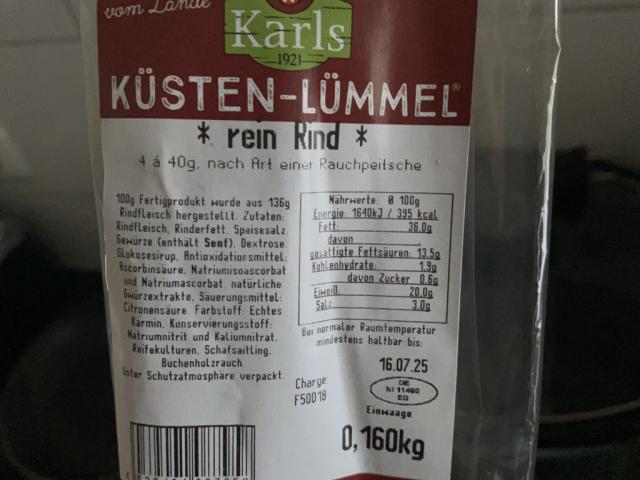 vom Lande
Karls
1921
KÜSTEN-LÜMMEL®
* rein Rind *
4 á 40g, nach Art einer Rauchpeitsche
100g Fertigprodukt wurde aus 136g
Rindfleisch hergestellt. Zutaten:
Rindfleisch, Rinderfett, Speisesalz,
Gewürze (enthält Senf), Dextrose,
Glukosesirup, Antioxidationsmittel:
Ascorbinsäure, Natriumisoascorbat
und Natriumascorbat, natürliche
Gwürzextrakte, Säuerungsmittel:
Citronensäure, Farbstoff: Echtes
Karmin, Konservierungsstoff:
Natriumnitrit und Kaliumnitrat,
Reifekulturen, Schafsaitling,
Buchenholzrauch.
Unter Schutzatmosphäre verpackt.
Nährwerte: Ø 100g
Energie: 1640kJ / 395 kcal
Fett: 36.0g
davon
gesättigte Fettsäuren: 13.5g
Kohlenhydrate: 1.9g
davon Zucker 0.6g
Eiweiß: 20.0g
Salz: 3.0g
Bei normaler Raumtemperatur
mindestens haltbar bis:
16.07.25
Charge:
F50018
DE
NI 11460
EG
Einwaage
0,160kg